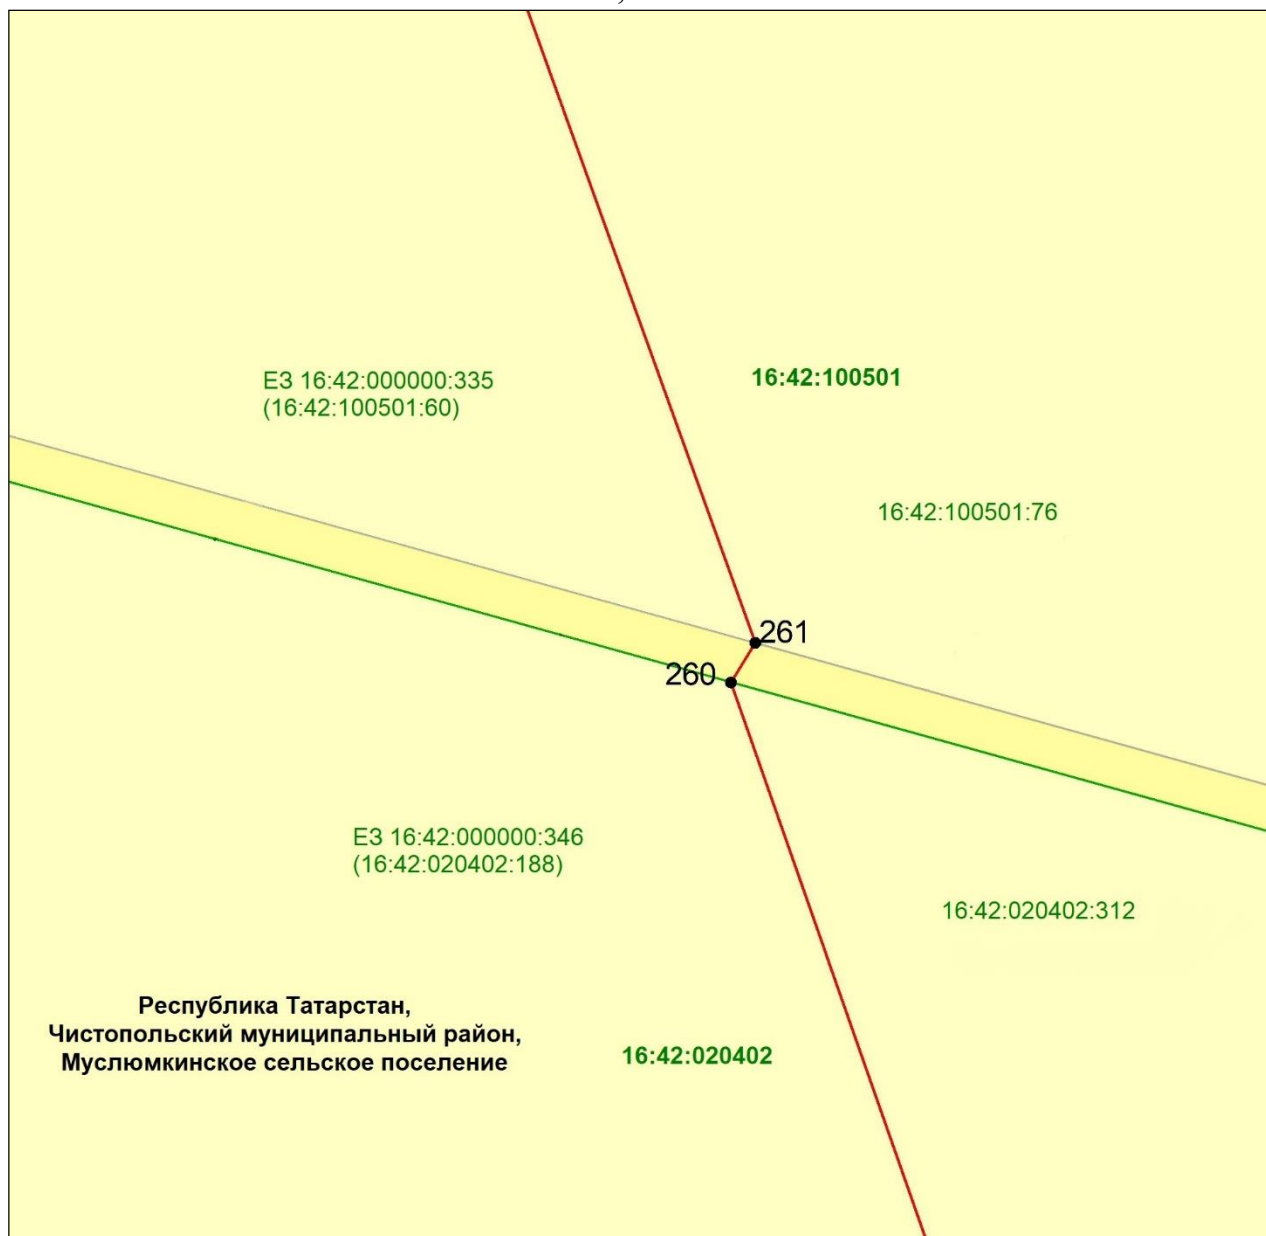 ЕЗ 16:42:000000:335
(16:42:100501:60)
16:42:100501
16:42:100501:76
261
260
ЕЗ 16:42:000000:346
(16:42:020402:188)
16:42:020402:312
Республика Татарстан,
Чистопольский муниципальный район,
Муслюмкинское сельское поселение
16:42:020402